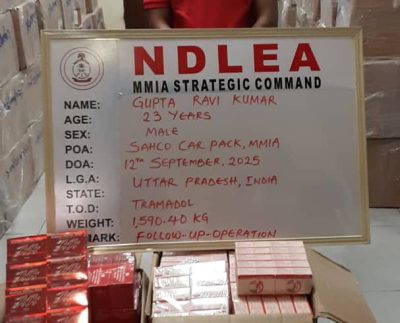 NDLEA
MMIA STRATEGIC COMMAND
NAME: GUPTA RAVI KUMAR
AGE: 23 YEARS
SEX: MALE
POA: SAHCO CAR PACK, MMIA
DOA: 12TH SEPTEMBER, 2025
L.G.A: UTTAR PRADESH, INDIA
STATE:
T.O.D: TRAMADOL
WEIGHT: 1,590.40 KG
MARK: FOLLOW-UP-OPERATION